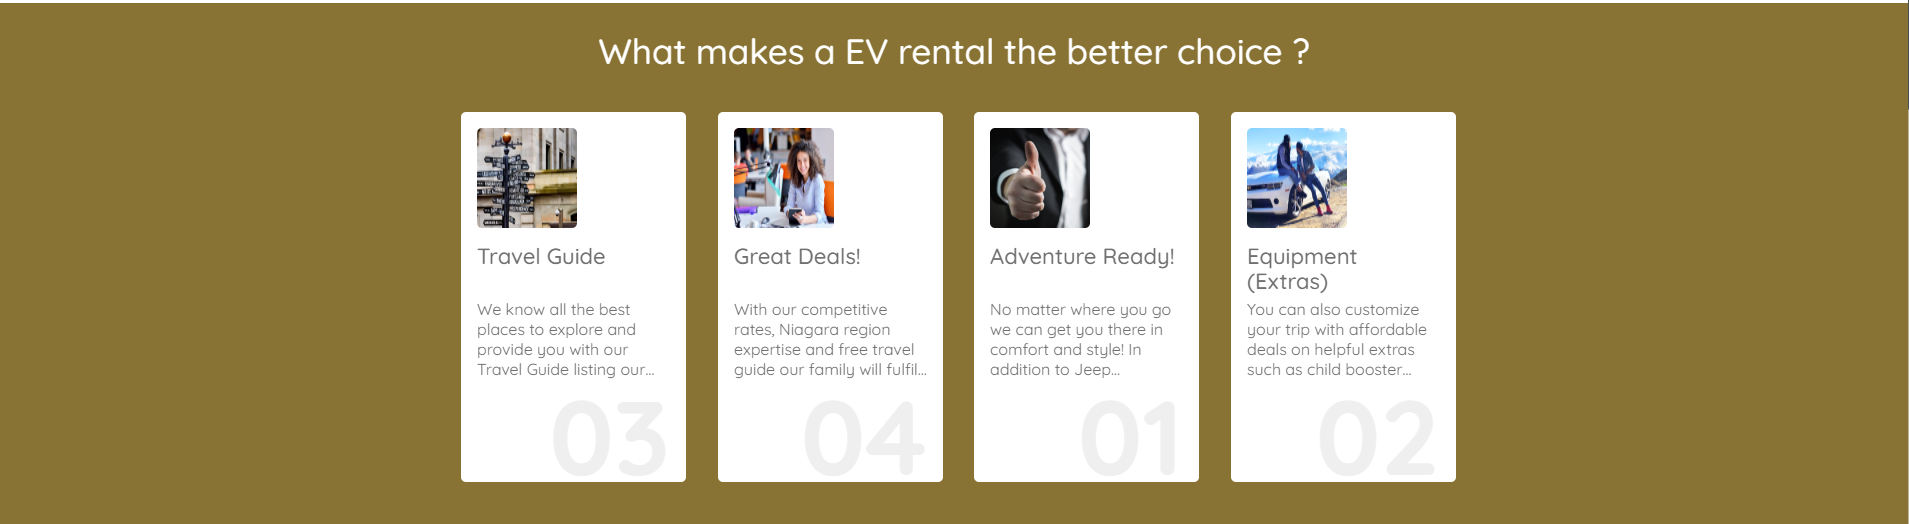 What makes a EV rental the better choice ?
Travel Guide
We know all the best
places to explore and
provide you with our
Travel Guide listing our...
03
Great Deals!
With our competitive
rates, Niagara region
expertise and free travel
guide our family will fulfil...
04
Adventure Ready!
No matter where you go
we can get you there in
comfort and style! In
addition to Jeep...
01
Equipment
(Extras)
You can also customize
your trip with affordable
deals on helpful extras
such as child booster...
02